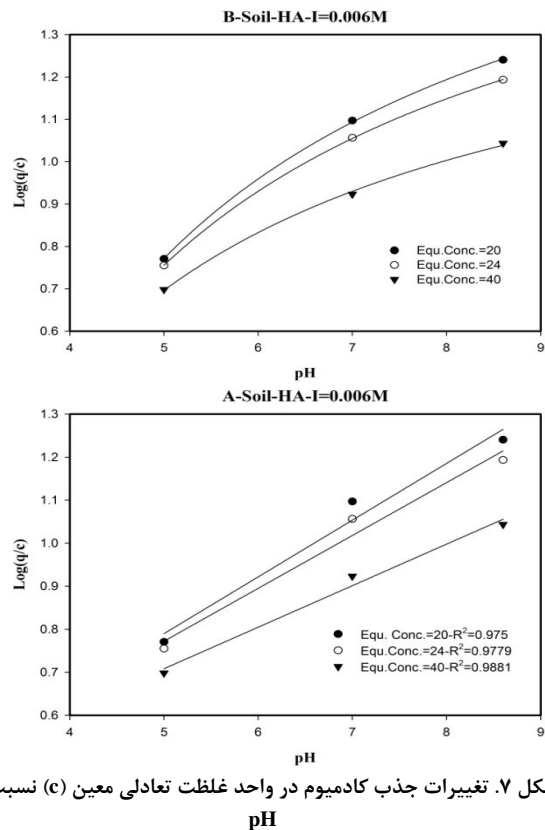 B-Soil-HA-I=0.006M
1.3
1.2
1.1
1.0
0.9
0.8
0.7
0.6
Log(q/c)
Equ.Conc.=20
Equ.Conc.=24
Equ.Conc.=40
4 5 6 7 8 9
pH
A-Soil-HA-I=0.006M
1.3
1.2
1.1
1.0
0.9
0.8
0.7
0.6
Log(q/c)
Equ. Conc.=20-R²=0.975
Equ.Conc.=24-R²=0.9779
Equ.Conc.=40-R²=0.9881
4 5 6 7 8 9
pH
کل ۷. تغییرات جذب کادمیوم در واحد غلظت تعادلی معین (c)
pH